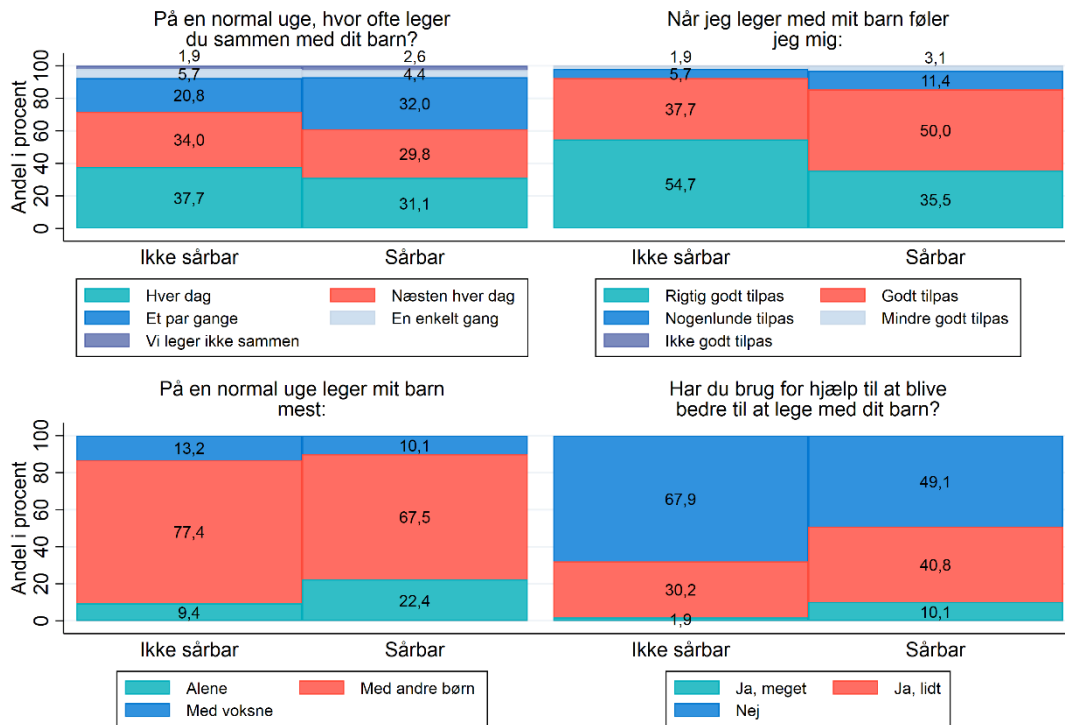 På en normal uge, hvor ofte leger
du sammen med dit barn?
1,9
2,6
100
80
60
40
20
0
Andel i procent
5,7
4,4
20,8
32,0
34,0
29,8
37,7
31,1
Ikke sårbar
Sårbar
Hver dag
Næsten hver dag
Et par gange
En enkelt gang
Vi leger ikke sammen
Når jeg leger med mit barn føler
jeg mig:
1,9
3,1
5,7
11,4
37,7
50,0
54,7
35,5
Ikke sårbar
Sårbar
Rigtig godt tilpas
Godt tilpas
Nogenlunde tilpas
Mindre godt tilpas
Ikke godt tilpas
På en normal uge leger mit barn
mest:
100
80
60
40
20
0
Andel i procent
13,2
10,1
77,4
67,5
9,4
22,4
Ikke sårbar
Sårbar
Alene
Med andre børn
Med voksne
Har du brug for hjælp til at blive
bedre til at lege med dit barn?
67,9
49,1
30,2
40,8
1,9
10,1
Ikke sårbar
Sårbar
Ja, meget
Ja, lidt
Nej